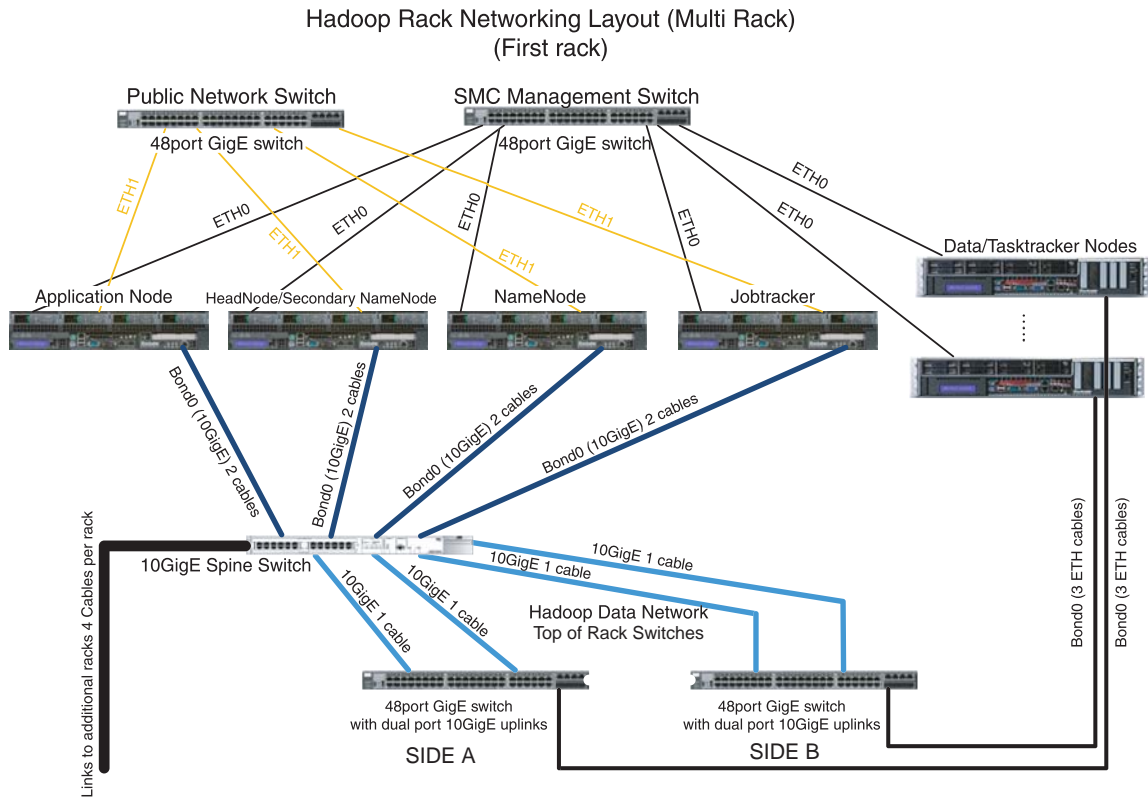 Hadoop Rack Networking Layout (Multi Rack)
(First rack)
Public Network Switch
SMC Management Switch
48port GigE switch
48port GigE switch
ETH1
ETH0
ETH1
ETH0
ETH1
ETH0
ETH1
ETH0
ETH0
ETH0
Data/Tasktracker Nodes
Application Node
HeadNode/Secondary NameNode
NameNode
Jobtracker
Bond0 (10GigE) 2 cables
Bond0 (10GigE) 2 cables
Bond0 (10GigE) 2 cables
Bond0 (10GigE) 2 cables
Bond0 (3 ETH cables)
Bond0 (3 ETH cables)
Links to additional racks 4 Cables per rack
10GigE Spine Switch
10GigE 1 cable
10GigE 1 cable
10GigE 1 cable
10GigE 1 cable
Hadoop Data Network
Top of Rack Switches
48port GigE switch
with dual port 10GigE uplinks
SIDE A
48port GigE switch
with dual port 10GigE uplinks
SIDE B